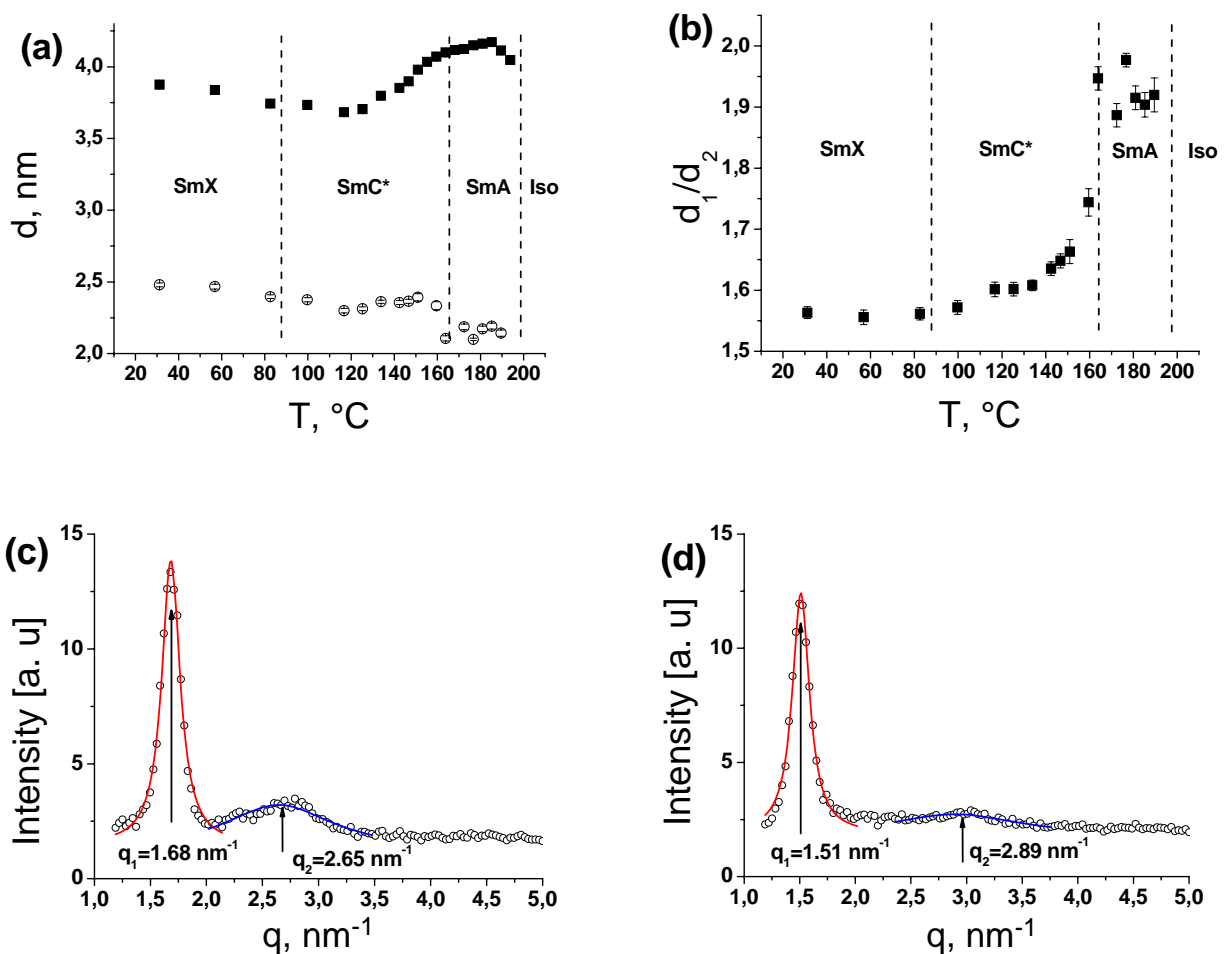 (a)
d, nm
4,0
3,5
3,0
2,5
2,0
SmX SmC* SmA Iso
20 40 60 80 100 120 140 160 180 200
T, °C
(b)
d1/d2
2,0
1,9
1,8
1,7
1,6
1,5
SmX SmC* SmA Iso
20 40 60 80 100 120 140 160 180 200
T, °C
(c)
Intensity [a. u]
15
10
5
0
q1=1.68 nm-1
q2=2.65 nm-1
1,0 1,5 2,0 2,5 3,0 3,5 4,0 4,5 5,0
q, nm-1
(d)
Intensity [a. u]
15
10
5
0
q1=1.51 nm-1
q2=2.89 nm-1
1,0 1,5 2,0 2,5 3,0 3,5 4,0 4,5 5,0
q, nm-1